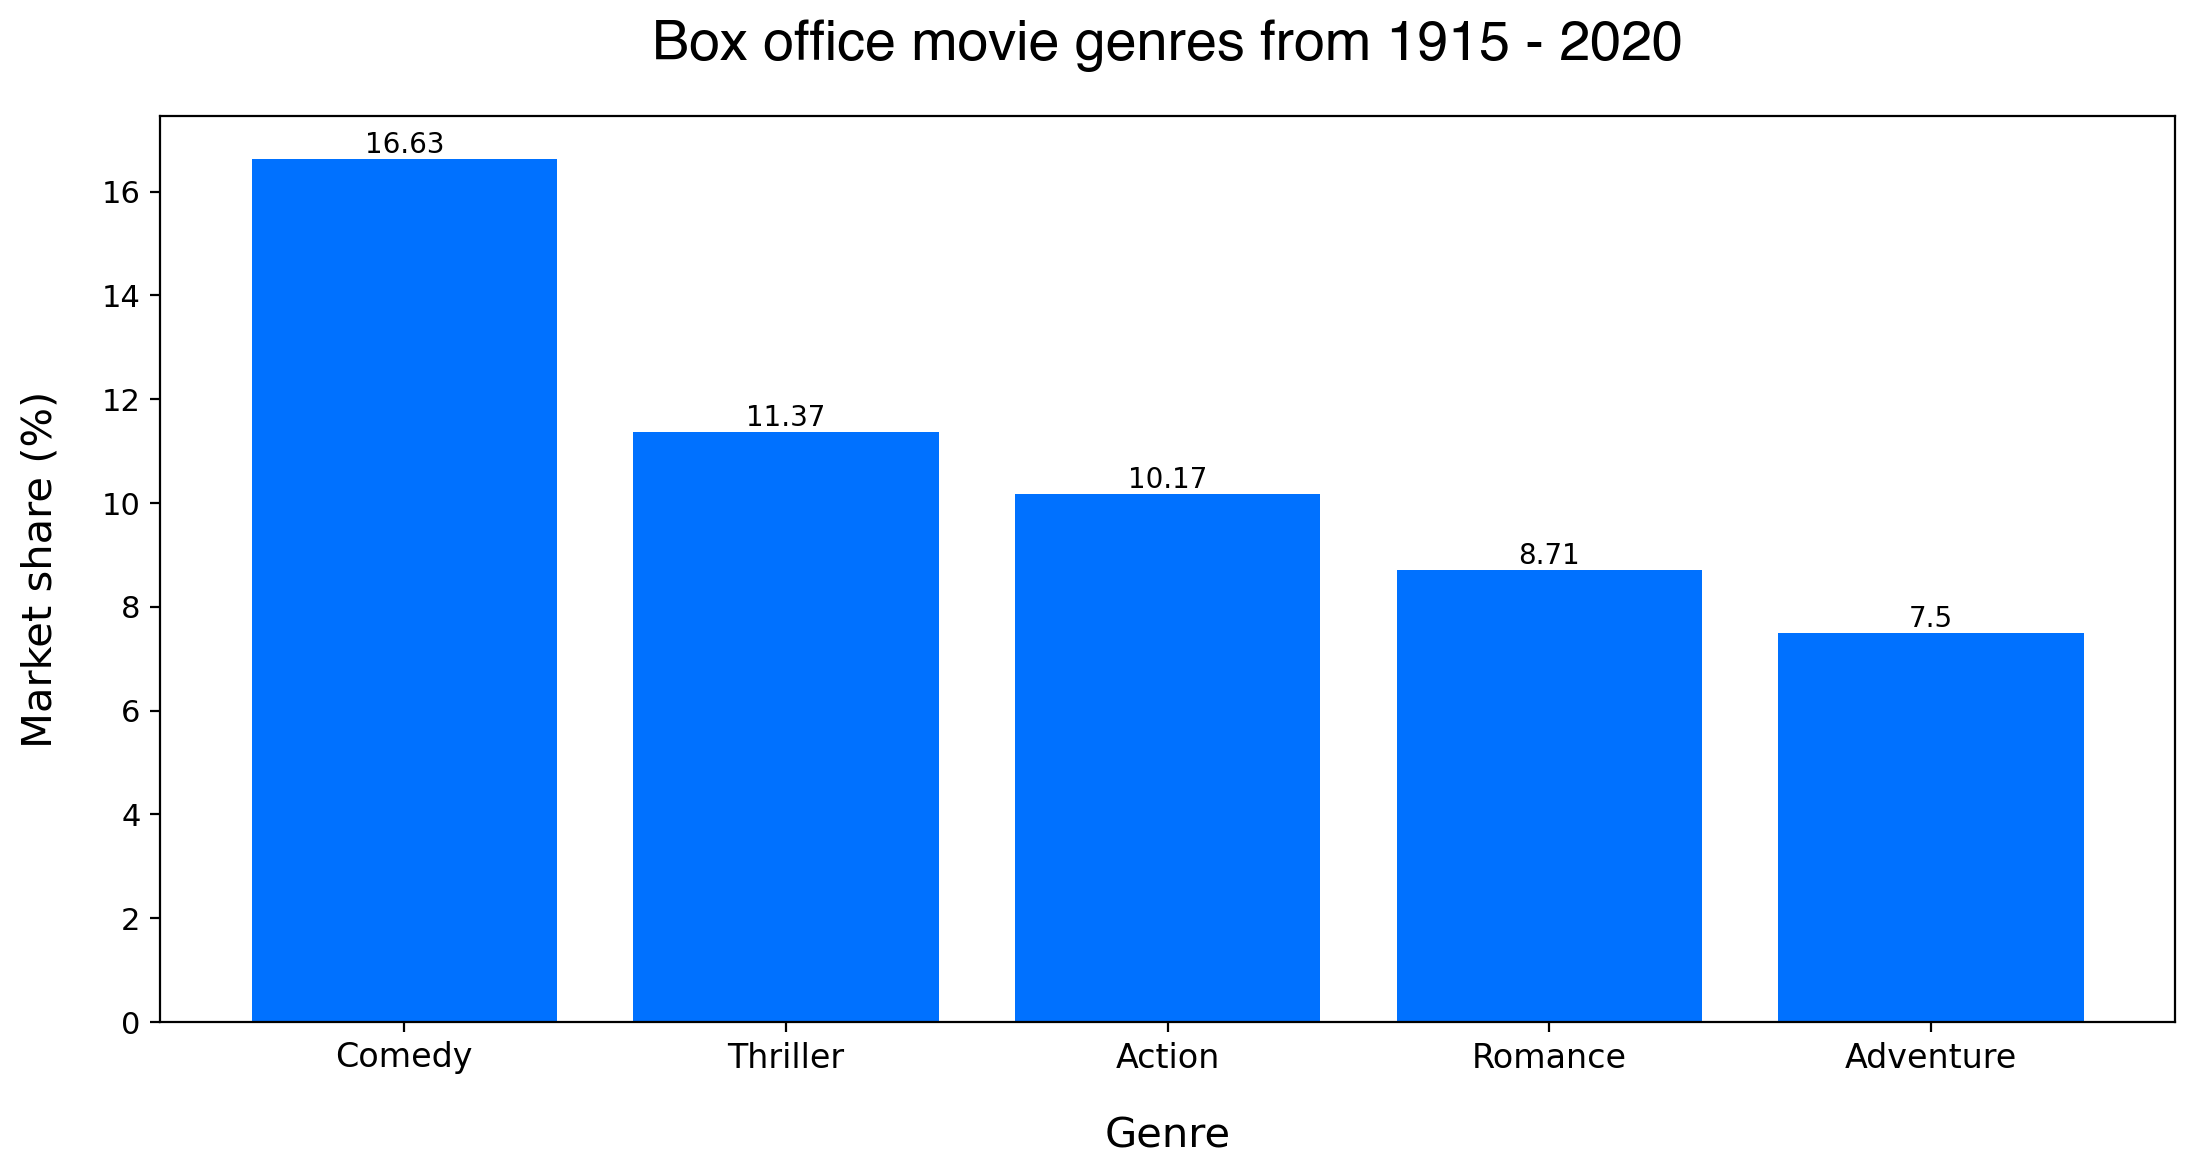 Box office movie genres from 1915 - 2020
Market share (%)
16
14
12
10
8
6
4
2
0
16.63
11.37
10.17
8.71
7.5
Comedy
Thriller
Action
Romance
Adventure
Genre